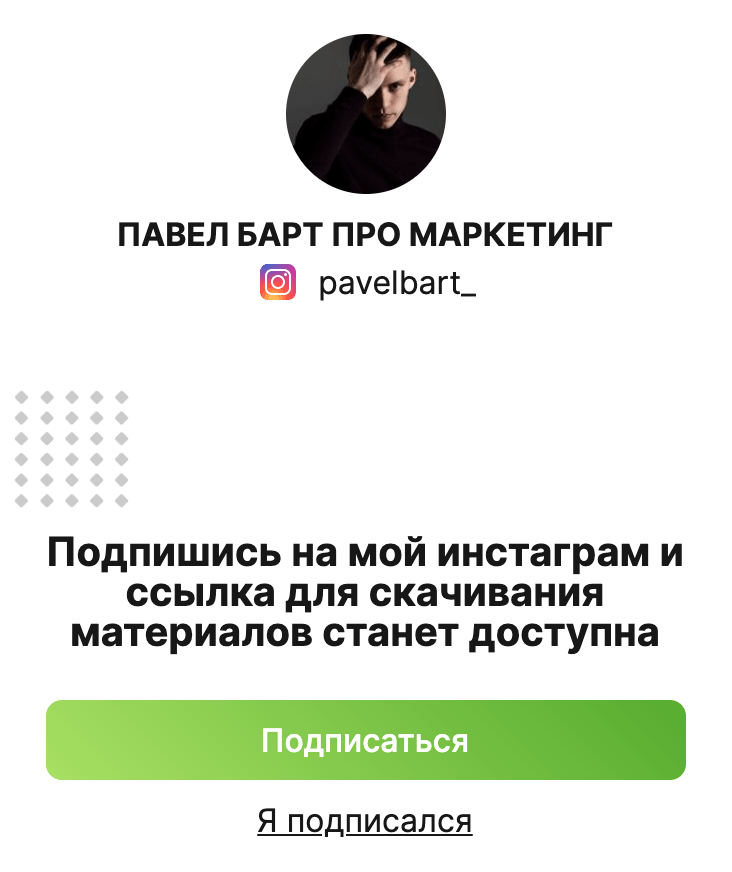 ПАВЕЛ БАРТ ПРО МАРКЕТИНГ
pavelbart_
Подпишись на мой инстаграм и
ссылка для скачивания
материалов станет доступна
Подписаться
Я подписался